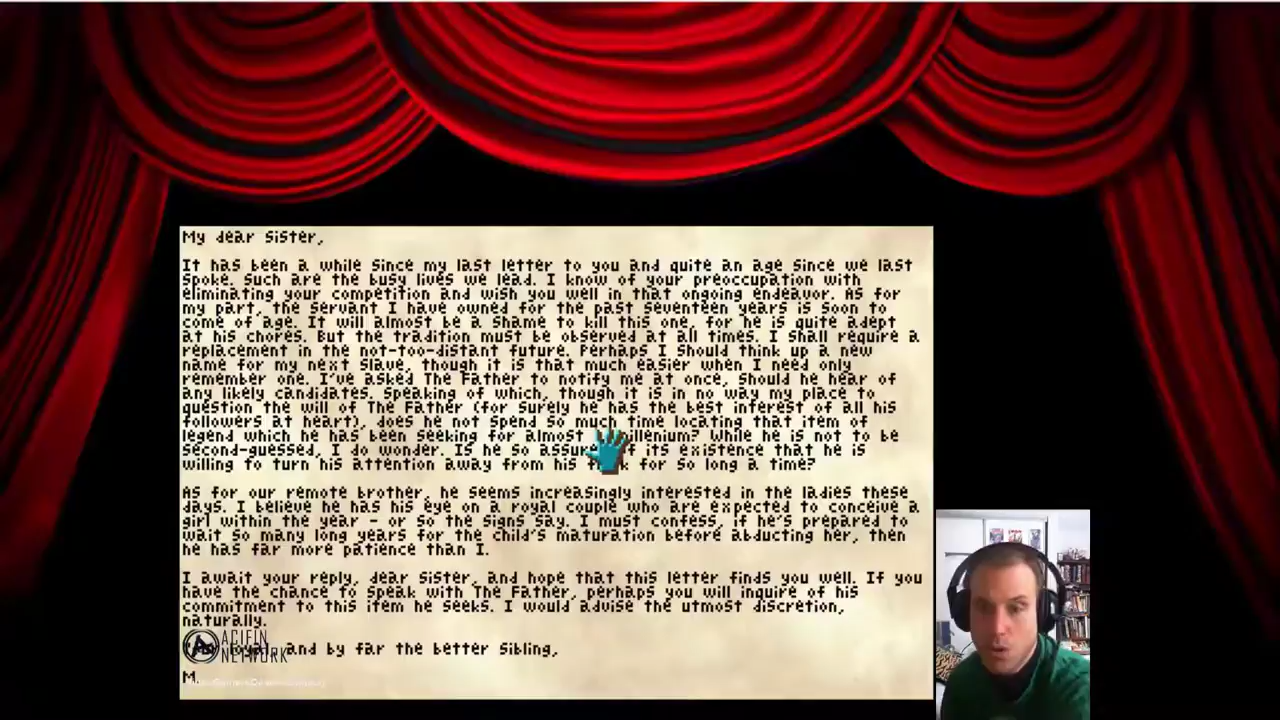 My dear Sister,
It has been a while Since my last letter to you and quite an age Since we last
Spoke. Such are the busy lives we lead. I know of your preoccupation with
eliminating your competition and wish you well in that ongoing endeavor. As for
my part, the Servant I have owned for the past Seventeen years is Soon to
come of age. It will almost be a Shame to kill this one, for he is quite adept
at his chores. But the tradition must be observed at all times. I Shall require a
replacement in the not-too-distant future. Perhaps I Should think up a new
name for my next Slave, though it is that much easier when I need only
remember one. I've asked The Father to notify me at once, Should he hear of
any likely candidates. Speaking of which, though it is in no way my place to
question the will of The Father (for Surely he has the best interest of all his
followers at heart), does he not Spend So much time locating that item of
legend which he has been Seeking for almost millenium? While he is not to be
Second-guessed, I do wonder. Is he So its existence that he is
willing to turn his attention away from his for So long a time?
As for our remote brother, he Seems increasingly interested in the ladies these
days. I believe he has his eye on a royal couple who are expected to conceive a
girl within the year - or So the Signs Say. I must confess, if he's prepared to
wait So many long years for the child's maturation before abducting her, then
he has far more patience than I.
I await your reply, dear Sister, and hope that this letter finds you well. If you
have the chance to Speak with The Father, perhaps you will inquire of his
commitment to this item he Seeks. I would advise the utmost discretion,
naturally.
ACIFIN
NETWORK
and by far the better Sibling,
M